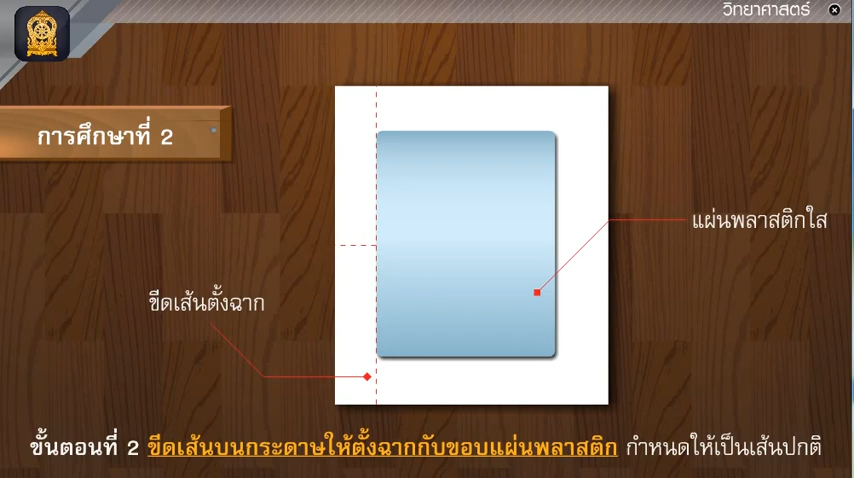 วิทยาศาสตร์
การศึกษาที่ 2
แผ่นพลาสติกใส
ขีดเส้นตั้งฉาก
ขั้นตอนที่ 2 ขีดเส้นบนกระดาษให้ตั้งฉากกับขอบแผ่นพลาสติก กำหนดให้เป็นเส้นปกติ